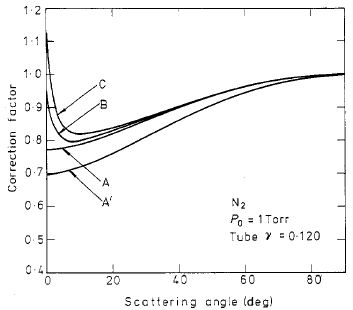 1·2
1·1
1·0
0·9
0·8
0·7
0·6
0·5
0·4
Correction factor
C
B
A
A'
N₂
P₀ = 1 Torr
Tube γ = 0·120
0
20
40
60
80
Scattering angle (deg)